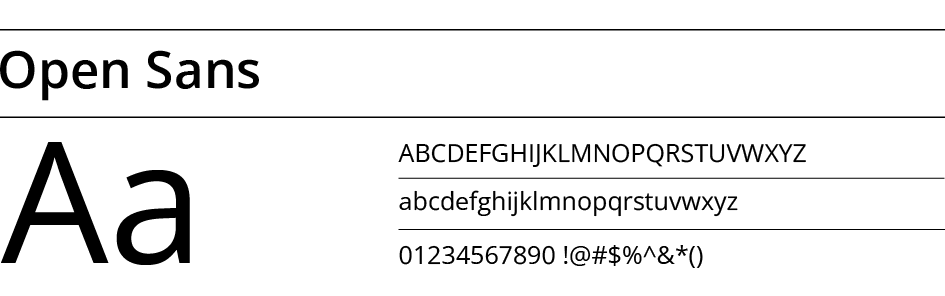 Open Sans
Aa
ABCDEFGHIJKLMNOPQRSTUVWXYZ
abcdefghijklmnopqrstuvwxyz
01234567890 !@#$%^&*()